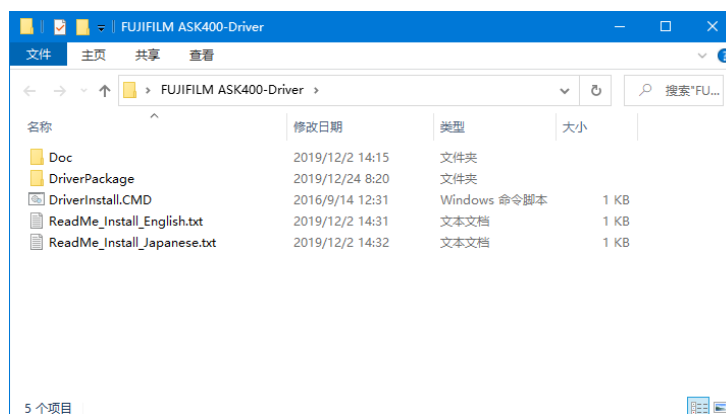 FUJIFILM ASK400-Driver
文件 主页 共享 查看
FUJIFILM ASK400-Driver 搜索"FU...
名称 修改日期 类型 大小
Doc 2019/12/2 14:15 文件夹
DriverPackage 2019/12/24 8:20 文件夹
DriverInstall.CMD 2016/9/14 12:31 Windows 命令脚本 1 KB
ReadMe_Install_English.txt 2019/12/2 14:31 文本文档 1 KB
ReadMe_Install_Japanese.txt 2019/12/2 14:32 文本文档 1 KB
5 个项目